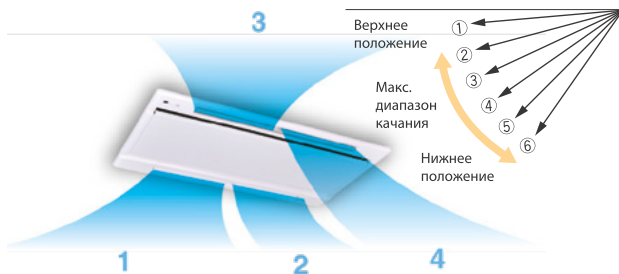 3
Верхнее
положение
①
②
③
④
⑤
⑥
Макс.
диапазон
качания
Нижнее
положение
1
2
4